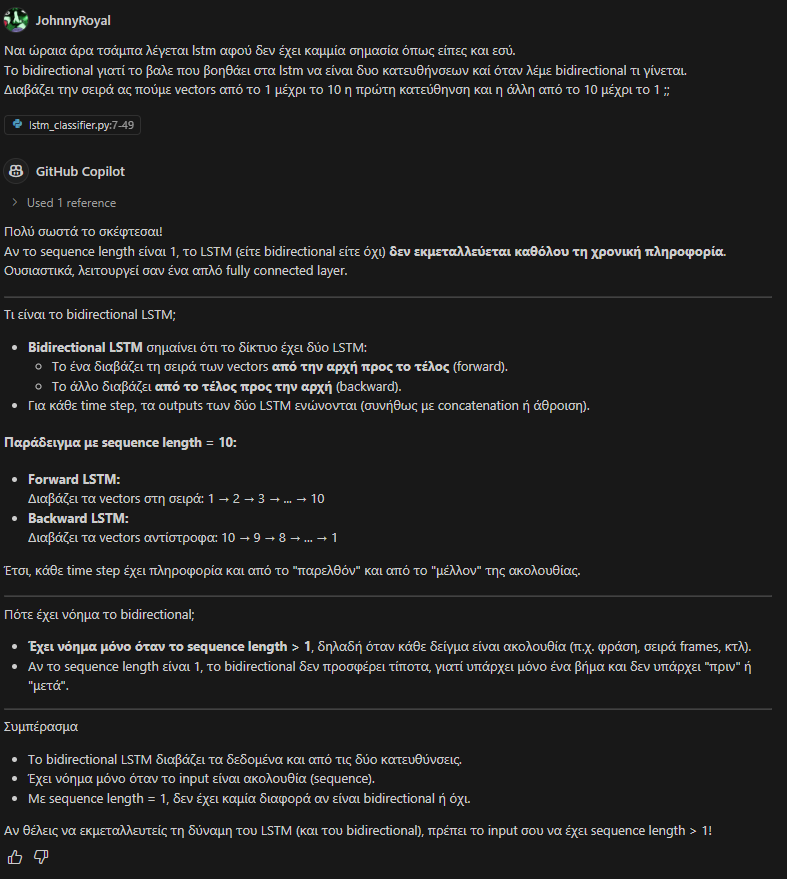 JohnnyRoyal
Ναι ώραια άρα τσάμπα λέγεται lstm αφού δεν έχει καμμία σημασία όπως είπες και εσύ.
Το bidirectional γιατί το βαλε που βοηθάει στα lstm να είναι δυο κατευθήνσεων καί όταν λέμε bidirectional τι γίνεται.
Διαβάζει την σειρά ας πούμε vectors από το 1 μέχρι το 10 η πρώτη κατεύθηνση και η άλλη από το 10 μέχρι το 1 ;;
lstm_classifier.py:7-49
GitHub Copilot
Used 1 reference
Πολύ σωστά το σκέφτεσαι!
Αν το sequence length είναι 1, το LSTM (είτε bidirectional είτε όχι) δεν εκμεταλλεύεται καθόλου τη χρονική πληροφορία.
Ουσιαστικά, λειτουργεί σαν ένα απλό fully connected layer.
Τι είναι το bidirectional LSTM;
• Bidirectional LSTM σημαίνει ότι το δίκτυο έχει δύο LSTM:
○ Το ένα διαβάζει τη σειρά των vectors από την αρχή προς το τέλος (forward).
○ Το άλλο διαβάζει από το τέλος προς την αρχή (backward).
• Για κάθε time step, τα outputs των δύο LSTM ενώνονται (συνήθως με concatenation ή άθροιση).
Παράδειγμα με sequence length = 10:
• Forward LSTM:
Διαβάζει τα vectors στη σειρά: 1 → 2 → 3 → ... → 10
• Backward LSTM:
Διαβάζει τα vectors αντίστροφα: 10 → 9 → 8 → ... → 1
Έτσι, κάθε time step έχει πληροφορία και από το "παρελθόν" και από το "μέλλον" της ακολουθίας.
Πότε έχει νόημα το bidirectional;
• Έχει νόημα μόνο όταν το sequence length > 1, δηλαδή όταν κάθε δείγμα είναι ακολουθία (π.χ. φράση, σειρά frames, κτλ).
• Αν το sequence length είναι 1, το bidirectional δεν προσφέρει τίποτα, γιατί υπάρχει μόνο ένα βήμα και δεν υπάρχει "πριν" ή
"μετά".
Συμπέρασμα
• Το bidirectional LSTM διαβάζει τα δεδομένα και από τις δύο κατευθύνσεις.
• Έχει νόημα μόνο όταν το input είναι ακολουθία (sequence).
• Με sequence length = 1, δεν έχει καμία διαφορά αν είναι bidirectional ή όχι.
Αν θέλεις να εκμεταλλευτείς τη δύναμη του LSTM (και του bidirectional), πρέπει το input σου να έχει sequence length > 1!